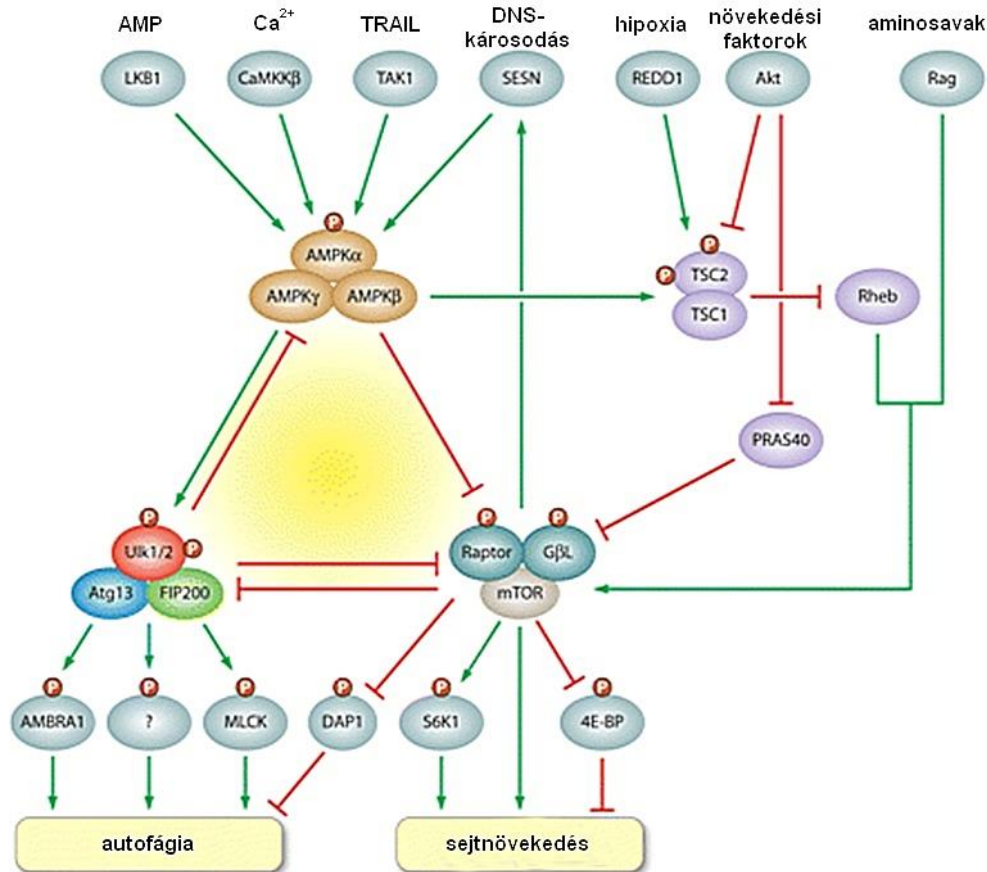 AMP
Ca2+
TRAIL
DNS-
károsodás
hipoxia
növekedési
faktorok
aminosavak
LKB1
CaMKKβ
TAK1
SESN
REDD1
Akt
Rag
P
AMPKα
AMPKγ
AMPKβ
P
P
TSC2
TSC1
Rheb
PRAS40
P
Ulk1/2
P
Atg13
FIP200
P
P
Raptor
GβL
mTOR
P
P
P
P
P
P
AMBRA1
?
MLCK
DAP1
S6K1
4E-BP
autofágia
sejtnövekedés